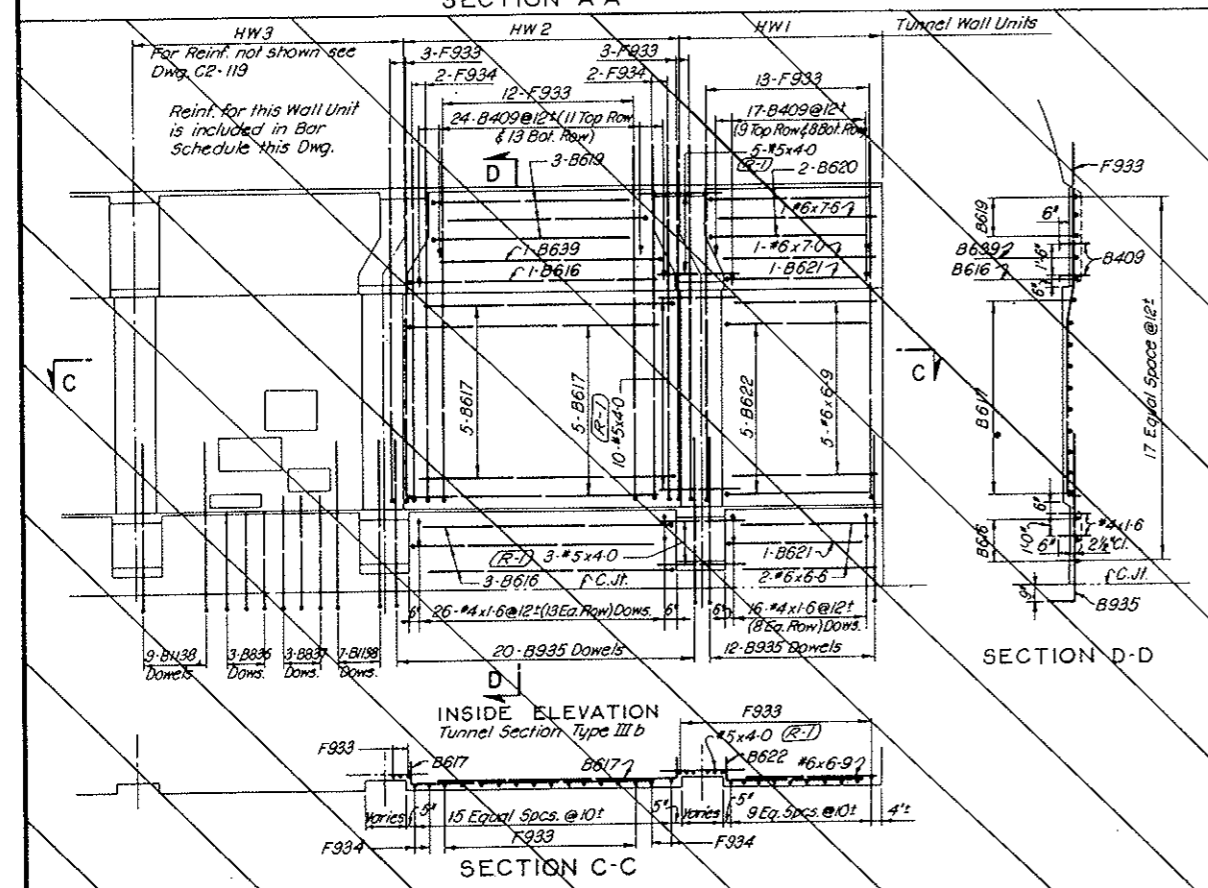 SECTION A-A
HW3
HW2
HW1
Tunnel Wall Units
For Reinf. not shown see
Dwg. C2-119
3-F933
3-F933
2-F934
2-F934
13-F933
12-F933
17-B409@12±
Reinf. for this Wall Unit
is included in Bar
Schedule this Dwg.
24-B409@12±(11 Top Row
& 13 Bot. Row)
(9 Top Row & 8 Bot. Row)
5-#5x4-0
(R-1)
D
3-B619
2-B620
F933
1-#6x7-6
B619
6"
1-B639
1-#6x7-0
B639
1'-6"
B409
1-B616
1-B621
B616
6"
C
C
5-B617
5-B617
(R-1)
10-#5x4-0
5-B622
5-#6x6-9
B617
17 Equal Space @12±
6"
#4x1-6
B616
1'-0"
6"
2½"Cl.
(R-1) 3-#5x4-0
1-B621
3-B616
C.Jt.
2-#6x6-6
C.Jt.
9"
B935
6"
26-#4x1-6@12±(13 Ea. Row) Dows.
6"
6"
16-#4x1-6@12±
(8 Ea. Row) Dows.
9-B1138
Dowels
3-B836
Dows.
3-B837
Dows.
7-B1138
Dows.
20-B935 Dowels
12-B935 Dowels
SECTION D-D
D
INSIDE ELEVATION
Tunnel Section Type IIIb
F933
F933
#5x4-0 (R-1)
B617
B617
B622
#6x6-9
Varies
5"
15 Equal Spcs. @10±
5"
Varies
5"
9 Eq. Spcs. @10±
4"±
F934
F933
F934
SECTION C-C